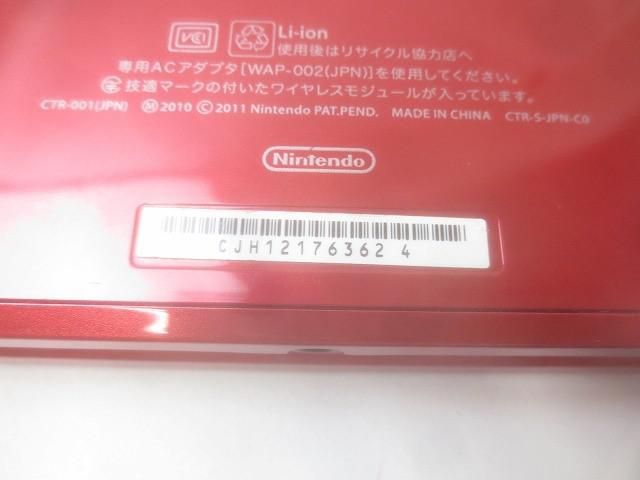 VCI Li-ion
使用後はリサイクル協力店へ
専用ACアダプタ[WAP-002(JPN)]を使用してください。
技適マークの付いたワイヤレスモジュールが入っています。
CTR-001(JPN) Ⓜ2010 ©2011 Nintendo PAT.PEND. MADE IN CHINA CTR-S-JPN-C0
Nintendo
CJH12176362 4